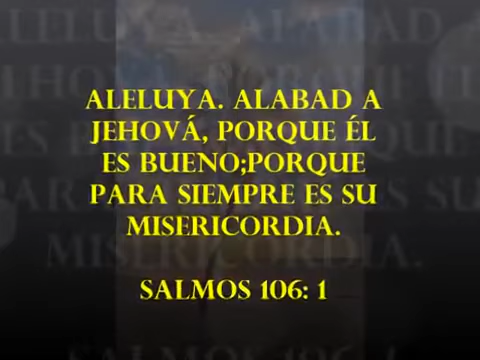 ALELUYA. ALABAD A
JEHOVÁ, PORQUE ÉL
ES BUENO;PORQUE
PARA SIEMPRE ES SU
MISERICORDIA.
SALMOS 106: 1